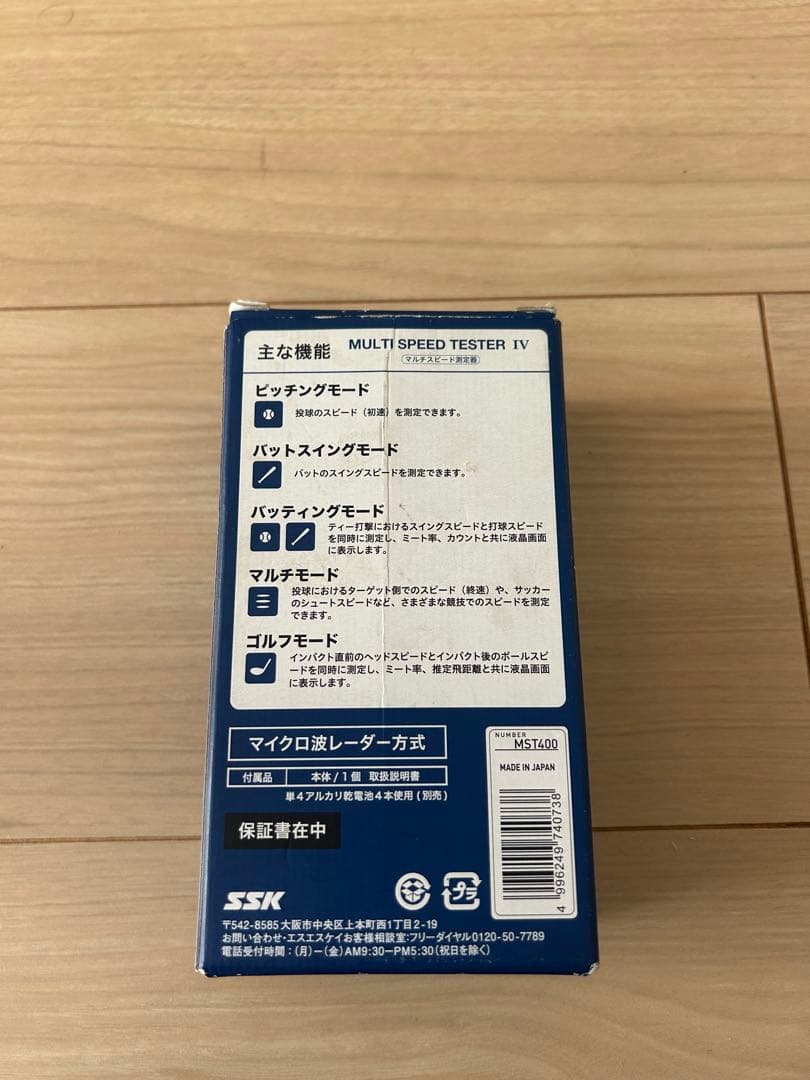 主な機能 MULTI SPEED TESTER IV
マルチスピード測定器
ピッチングモード
投球のスピード（初速）を測定できます。
バットスイングモード
バットのスイングスピードを測定できます。
バッティングモード
ティー打撃におけるスイングスピードと打球スピード
を同時に測定し、ミート率、カウントと共に液晶画面
に表示します。
マルチモード
投球におけるターゲット側でのスピード（終速）や、サッカー
のシュートスピードなど、さまざまな競技でのスピードを測定
できます。
ゴルフモード
インパクト直前のヘッドスピードとインパクト後のボールスピ
ードを同時に測定し、ミート率、推定飛距離と共に液晶画面
に表示します。
マイクロ波レーダー方式
付属品 本体/1個 取扱説明書
単4アルカリ乾電池4本使用(別売)
保証書在中
NUMBER
MST400
MADE IN JAPAN
4 996249 740738
SSK
プラ
〒542-8585 大阪市中央区上本町西1丁目2-19
お問い合わせ・エスエスケイお客様相談室:フリーダイヤル0120-50-7789
電話受付時間：(月)－(金)AM9:30-PM5:30(祝日を除く)